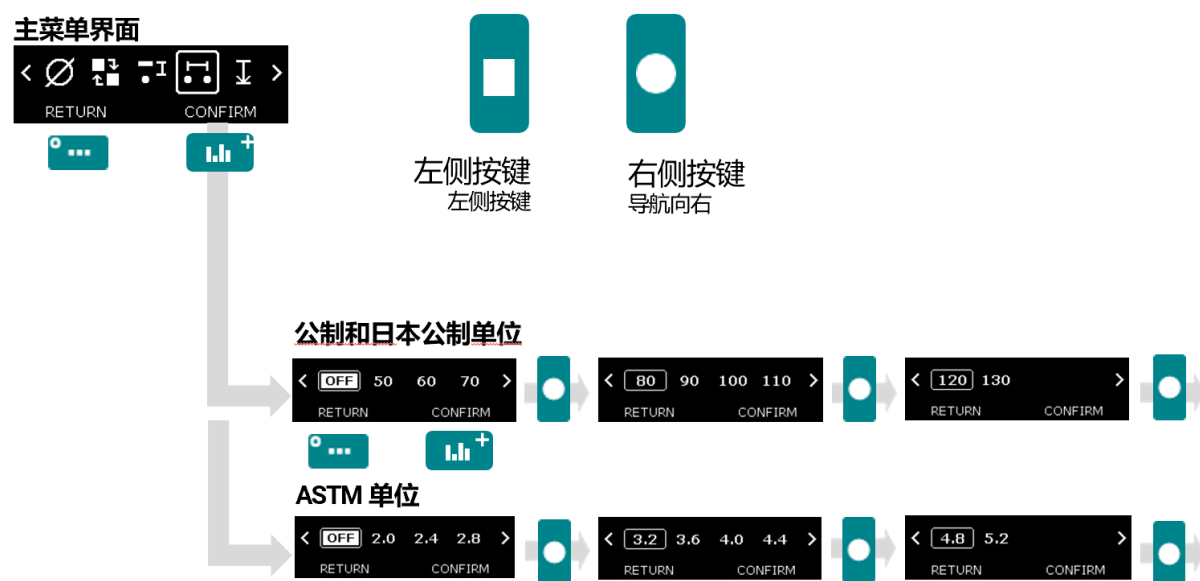 主菜单界面
RETURN CONFIRM
左侧按键
左侧按键
右侧按键
导航向右
公制和日本公制单位
OFF 50 60 70
RETURN CONFIRM
80 90 100 110
RETURN CONFIRM
120 130
RETURN CONFIRM
ASTM 单位
OFF 2.0 2.4 2.8
RETURN CONFIRM
3.2 3.6 4.0 4.4
RETURN CONFIRM
4.8 5.2
RETURN CONFIRM